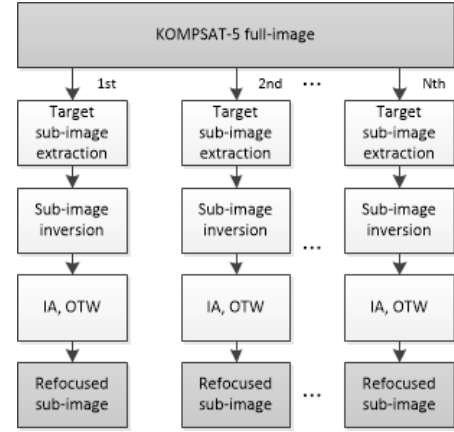 KOMPSAT-5 full-image
1st
2nd
...
Nth
Target
sub-image
extraction
Target
sub-image
extraction
Target
sub-image
extraction
Sub-image
inversion
Sub-image
inversion
...
Sub-image
inversion
IA, OTW
IA, OTW
IA, OTW
Refocused
sub-image
Refocused
sub-image
...
Refocused
sub-image